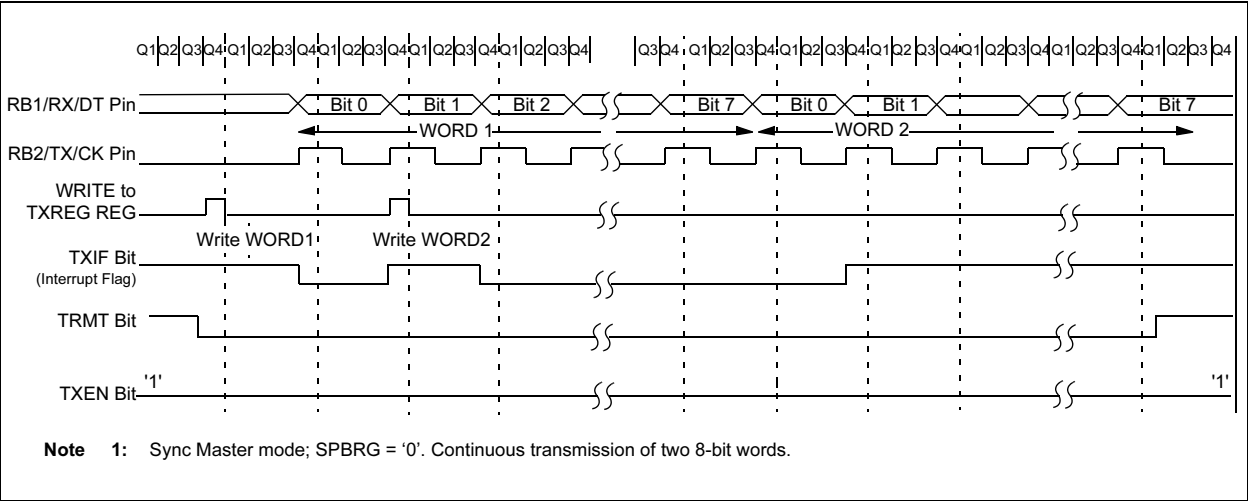 Q1 Q2 Q3 Q4 Q1 Q2 Q3 Q4 Q1 Q2 Q3 Q4 Q1 Q2 Q3 Q4 Q1 Q2 Q3 Q4 Q3 Q4 Q1 Q2 Q3 Q4 Q1 Q2 Q3 Q4 Q1 Q2 Q3 Q4 Q1 Q2 Q3 Q4 Q1 Q2 Q3 Q4 Q1 Q2 Q3 Q4
RB1/RX/DT Pin Bit 0 Bit 1 Bit 2 Bit 7 Bit 0 Bit 1 Bit 7
WORD 1 WORD 2
RB2/TX/CK Pin
WRITE to
TXREG REG
Write WORD1 Write WORD2
TXIF Bit
(Interrupt Flag)
TRMT Bit
'1' '1'
TXEN Bit
Note 1: Sync Master mode; SPBRG = ‘0’. Continuous transmission of two 8-bit words.